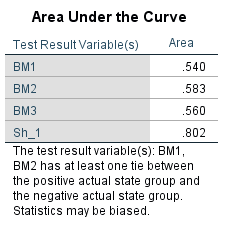 Area Under the Curve
Test Result Variable(s) Area
BM1 .540
BM2 .583
BM3 .560
Sh_1 .802
The test result variable(s): BM1,
BM2 has at least one tie between
the positive actual state group and
the negative actual state group.
Statistics may be biased.